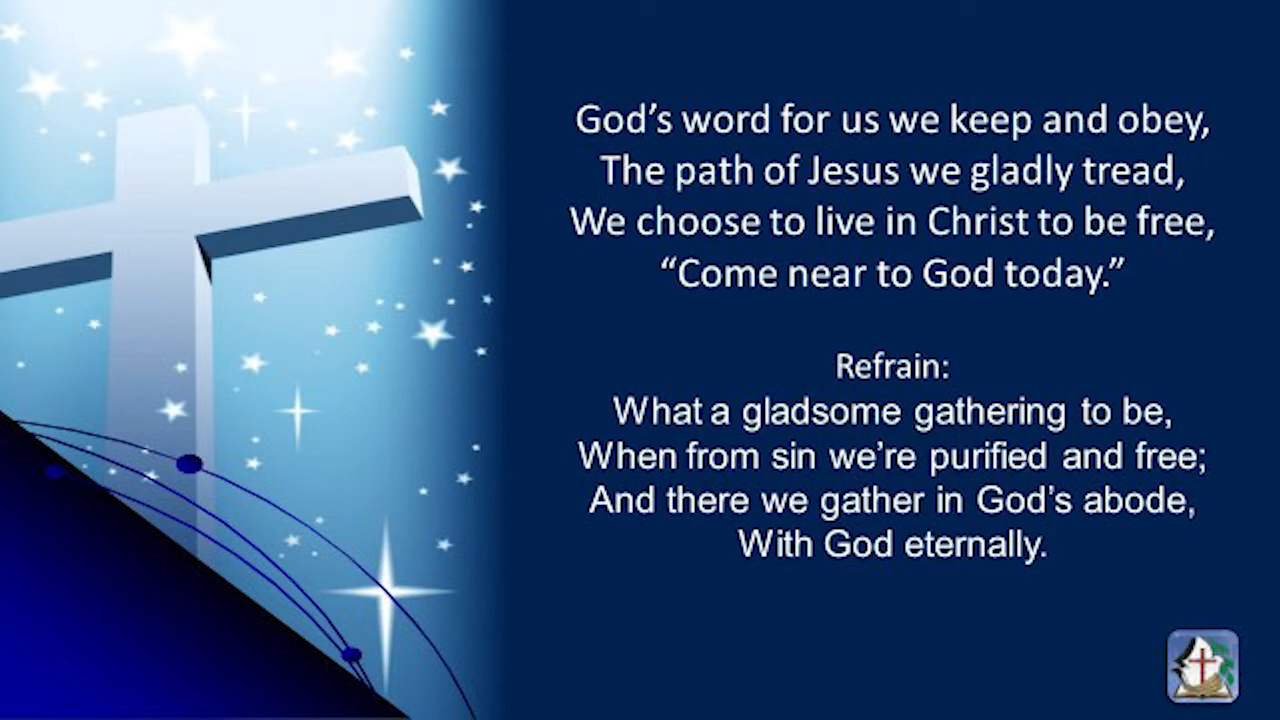 God’s word for us we keep and obey,
The path of Jesus we gladly tread,
We choose to live in Christ to be free,
“Come near to God today.”
Refrain:
What a gladsome gathering to be,
When from sin we’re purified and free;
And there we gather in God’s abode,
With God eternally.